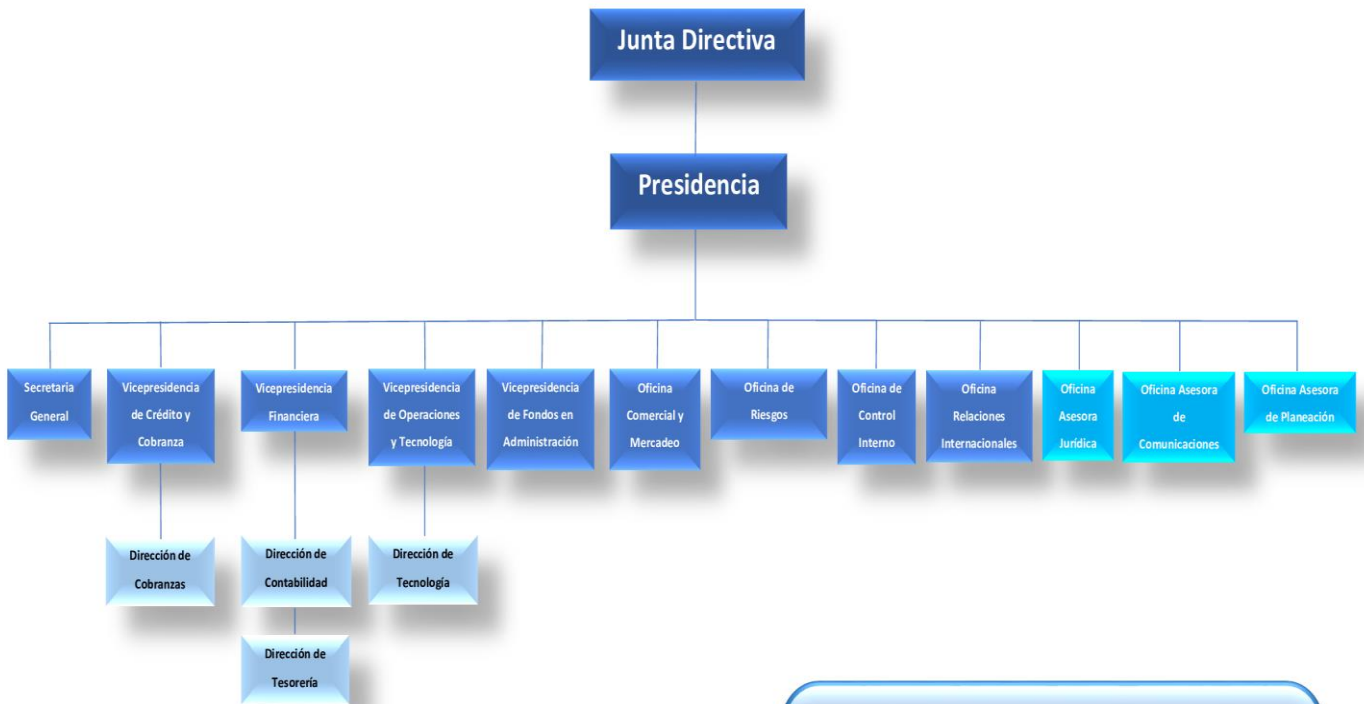 Junta Directiva
Presidencia
Secretaria
General
Vicepresidencia
de Crédito y
Cobranza
Vicepresidencia
Financiera
Vicepresidencia
de Operaciones
y Tecnología
Vicepresidencia
de Fondos en
Administración
Oficina
Comercial y
Mercadeo
Oficina de
Riesgos
Oficina de
Control
Interno
Oficina
Relaciones
Internacionales
Oficina
Asesora
Jurídica
Oficina Asesora
de
Comunicaciones
Oficina Asesora
de Planeación
Dirección de
Cobranzas
Dirección de
Contabilidad
Dirección de
Tecnología
Dirección de
Tesorería